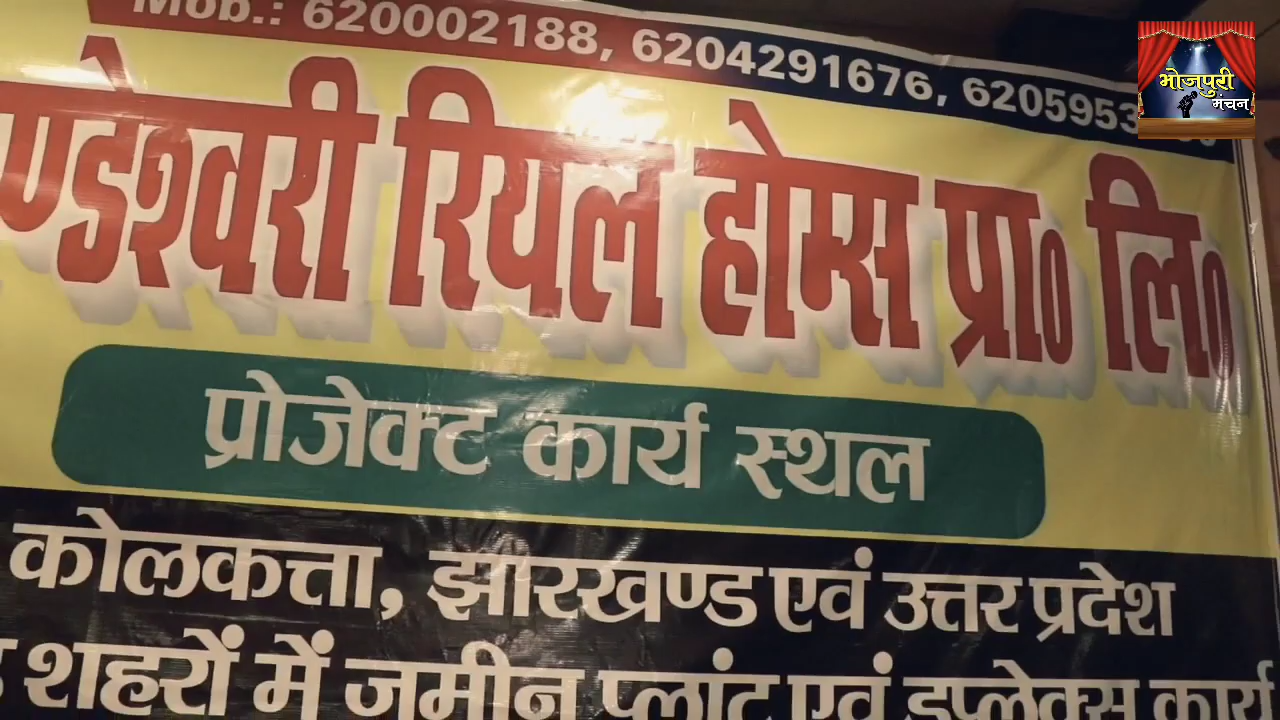 Mob.: 620002188, 6204291676, 6205953
भोजपुरी
मंचन
ण्डेश्वरी रियल होम्स प्रा० लि०
प्रोजेक्ट कार्य स्थल
कोलकत्ता, झारखण्ड एवं उत्तर प्रदेश
शहरों में जमीन प्लांट एवं डुप्लेक्स कार्य